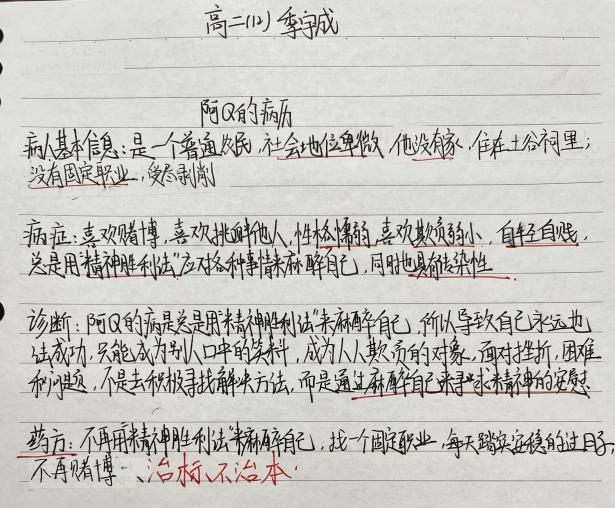 高二(12) 季宇成
阿Q的病历
病人基本信息：是一个普通农民，社会地位卑微，他没有家，住在土谷祠里；
没有固定职业，受尽剥削
病症：喜欢赌博，喜欢挑衅他人，性格懦弱，喜欢欺负弱小，自轻自贱，
总是用"精神胜利法"应对各种事情来麻醉自己，同时也具有传染性
诊断：阿Q的病是总是用"精神胜利法"来麻醉自己，所以导致自己永远也
法成功，只能成为别人口中的笑料，成为人人欺负的对象，面对挫折，困难
和问题，不是去积极寻找解决方法，而是通过麻醉自己来寻求精神的安慰
药方：不再用"精神胜利法"来麻醉自己，找一个固定职业，每天踏实安稳的过日子，
不再赌博、治标、不治本.